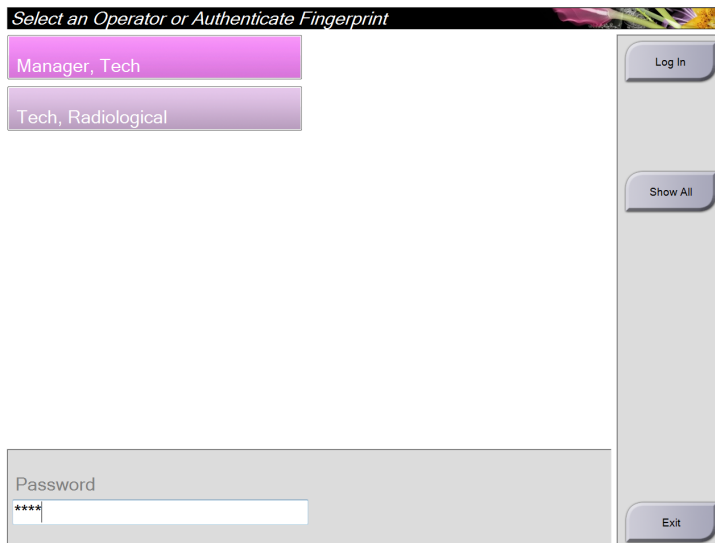 Select an Operator or Authenticate Fingerprint
Manager, Tech
Log In
Tech, Radiological
Show All
Password
****
Exit